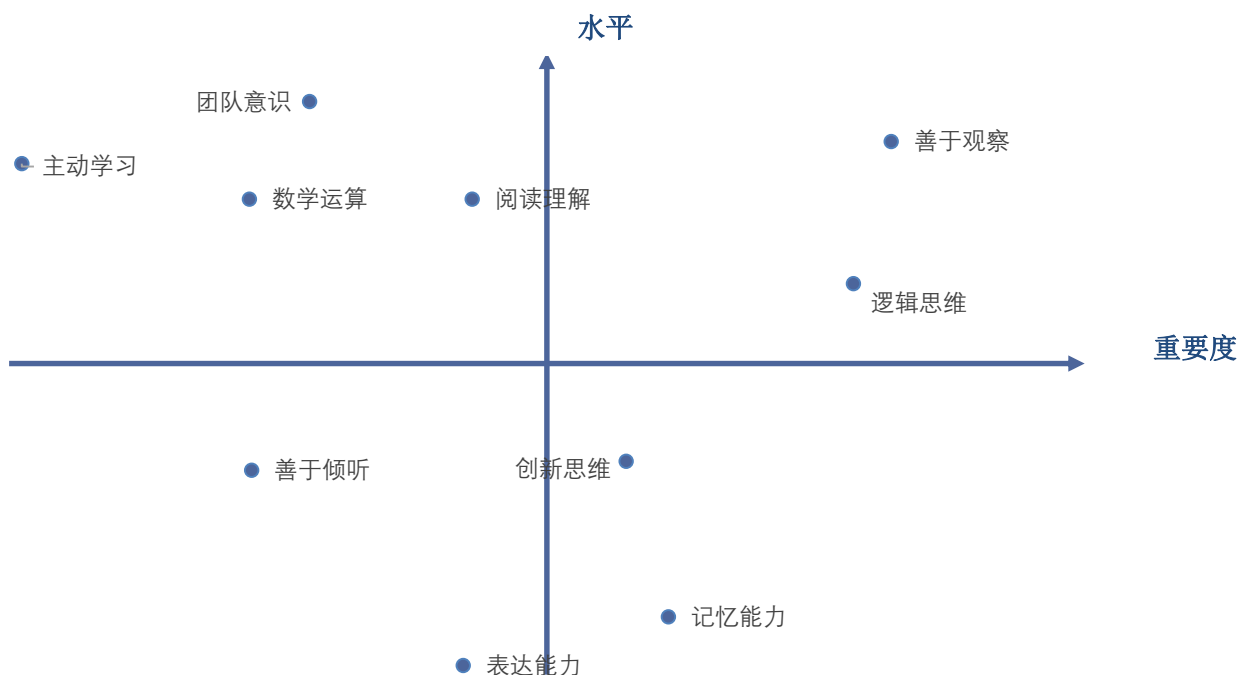 水平
团队意识
善于观察
主动学习
数学运算
阅读理解
逻辑思维
重要度
善于倾听
创新思维
记忆能力
表达能力